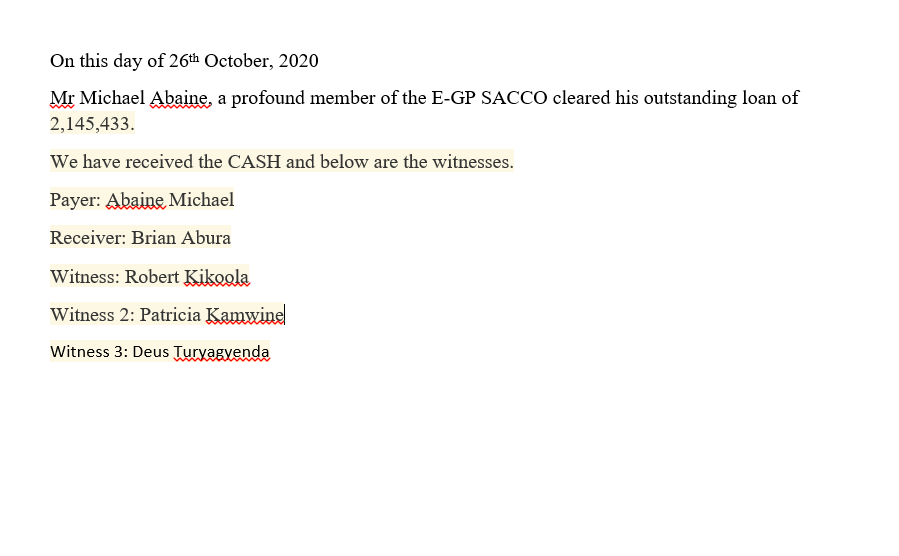 On this day of 26th October, 2020
Mr Michael Abaine, a profound member of the E-GP SACCO cleared his outstanding loan of
2,145,433.
We have received the CASH and below are the witnesses.
Payer: Abaine Michael
Receiver: Brian Abura
Witness: Robert Kikoola
Witness 2: Patricia Kamwine
Witness 3: Deus Turyagyenda